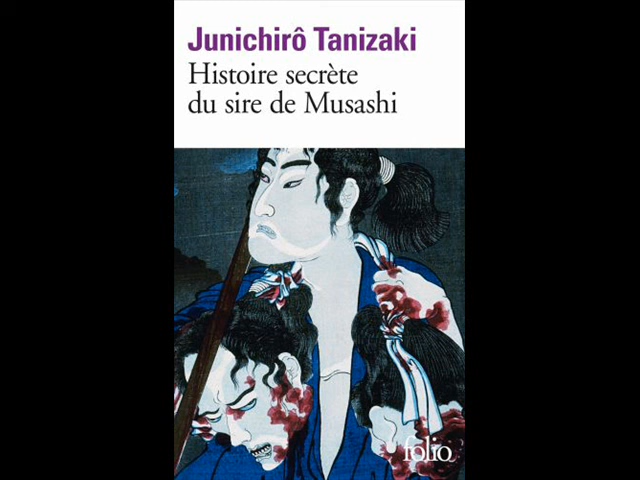 Junichirô Tanizaki
Histoire secrète
du sire de Musashi
folio